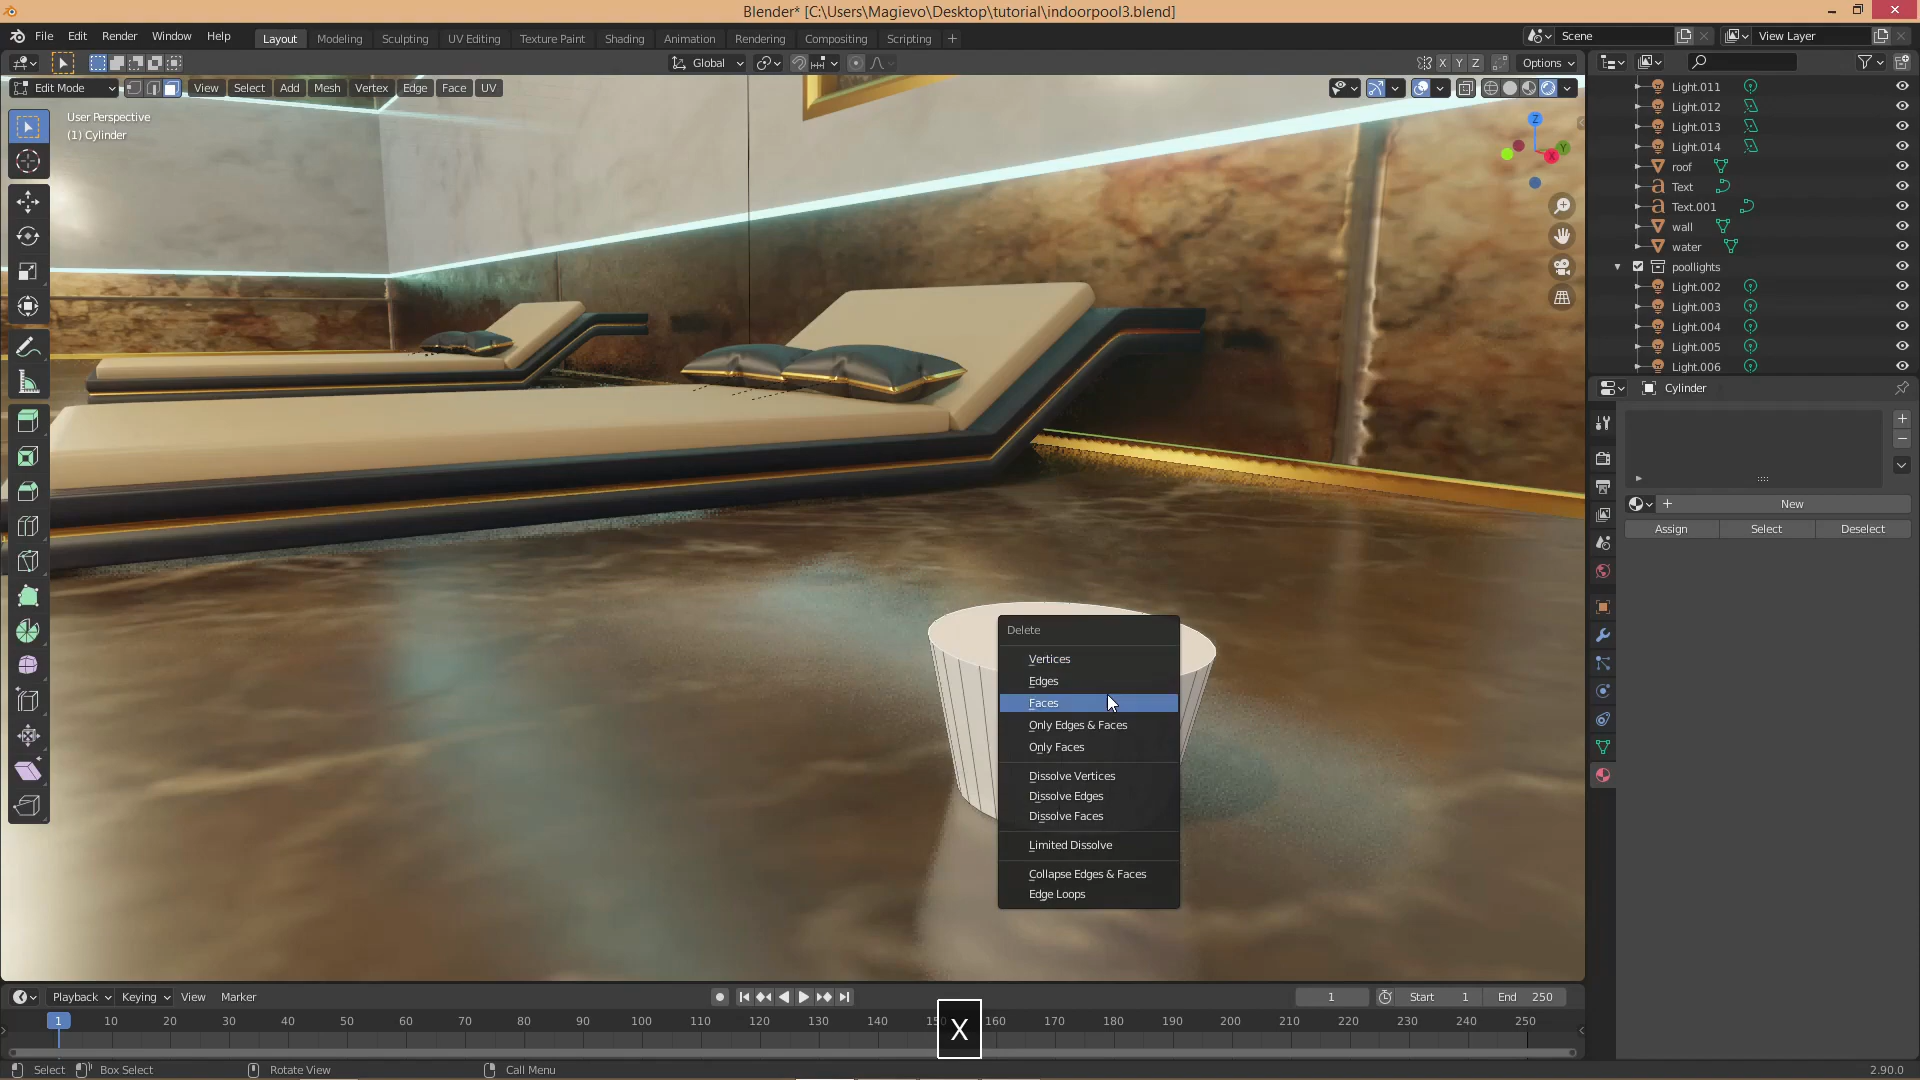 Blender* [C:\Users\Magievo\Desktop\tutorial\indoorpool3.blend]
File Edit Render Window Help Layout Modeling Sculpting UV Editing Texture Paint Shading Animation Rendering Compositing Scripting + Scene View Layer
Global X Y Z Options
Edit Mode View Select Add Mesh Vertex Edge Face UV
User Perspective
(1) Cylinder
Z
Y
X
Light.011
Light.012
Light.013
Light.014
roof
Text
Text.001
wall
water
poollights
Light.002
Light.003
Light.004
Light.005
Light.006
Cylinder
New
Assign Select Deselect
Delete
Vertices
Edges
Faces
Only Edges & Faces
Only Faces
Dissolve Vertices
Dissolve Edges
Dissolve Faces
Limited Dissolve
Collapse Edges & Faces
Edge Loops
Playback Keying View Marker 1 Start 1 End 250
1 10 20 30 40 50 60 70 80 90 100 110 120 130 140 150 160 170 180 190 200 210 220 230 240 250
X
Select Box Select Rotate View Call Menu 2.90.0